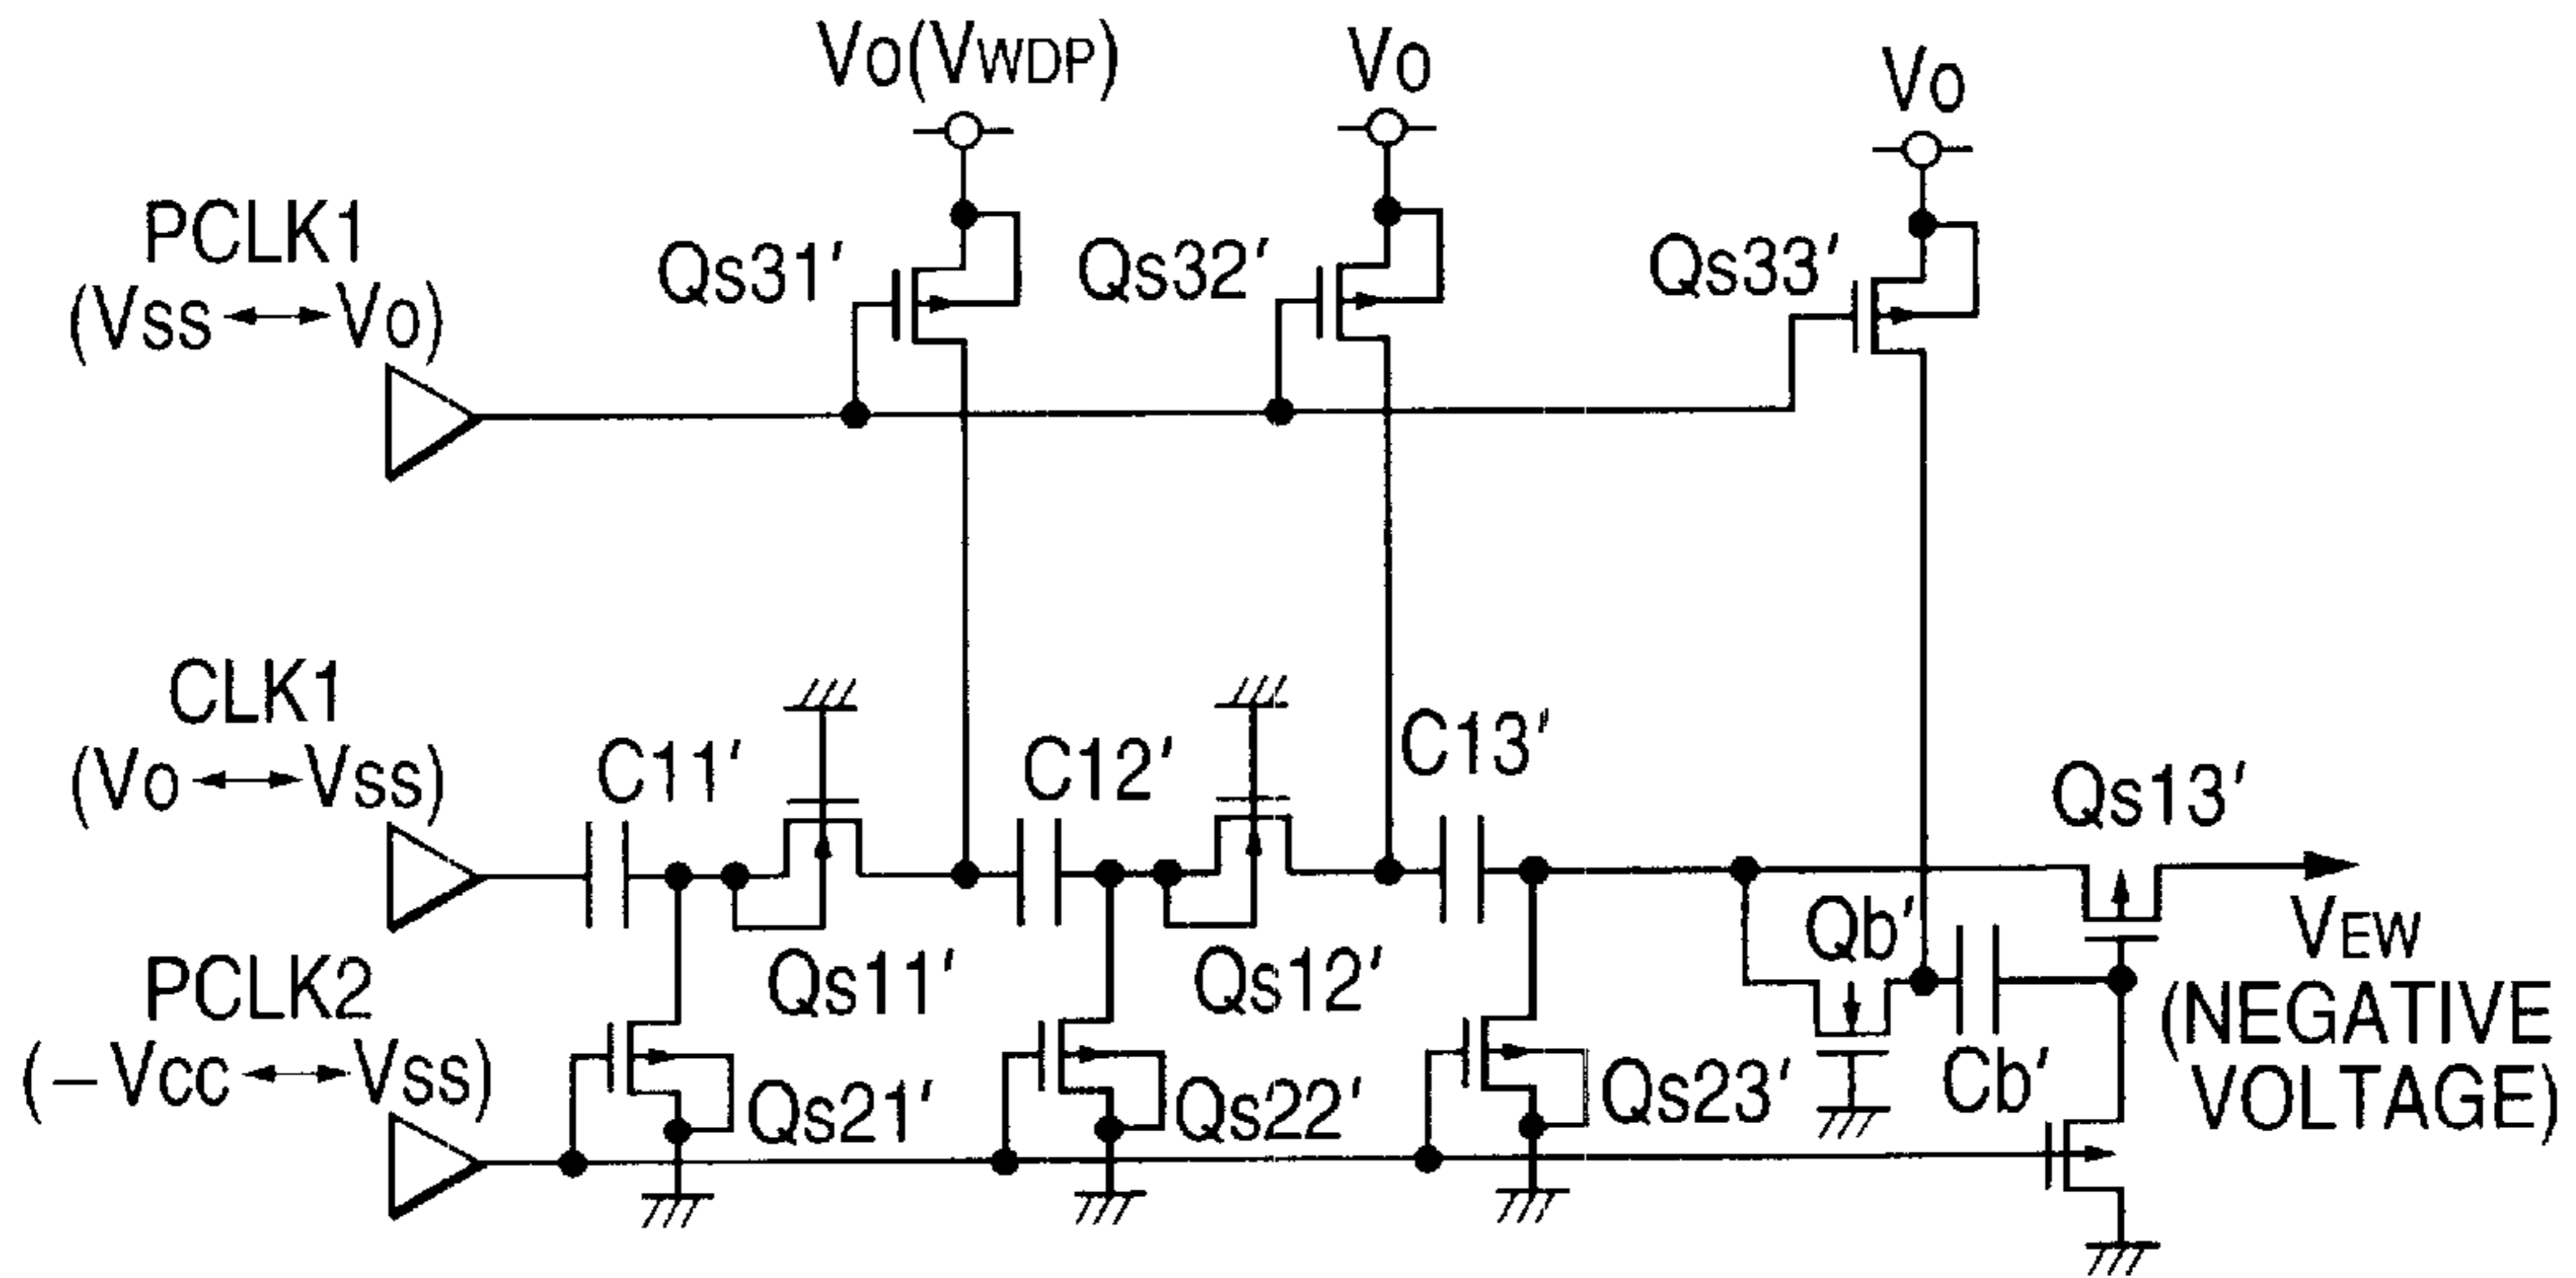 Vo(VWDP)
Vo
Vo
PCLK1
(Vss↔Vo)
Qs31′
Qs32′
Qs33′
CLK1
(Vo↔Vss)
C11′
C12′
C13′
Qs13′
Qs11′
Qs12′
Qb′
VEW
(NEGATIVE
VOLTAGE)
PCLK2
(−Vcc↔Vss)
Qs21′
Qs22′
Qs23′
Cb′